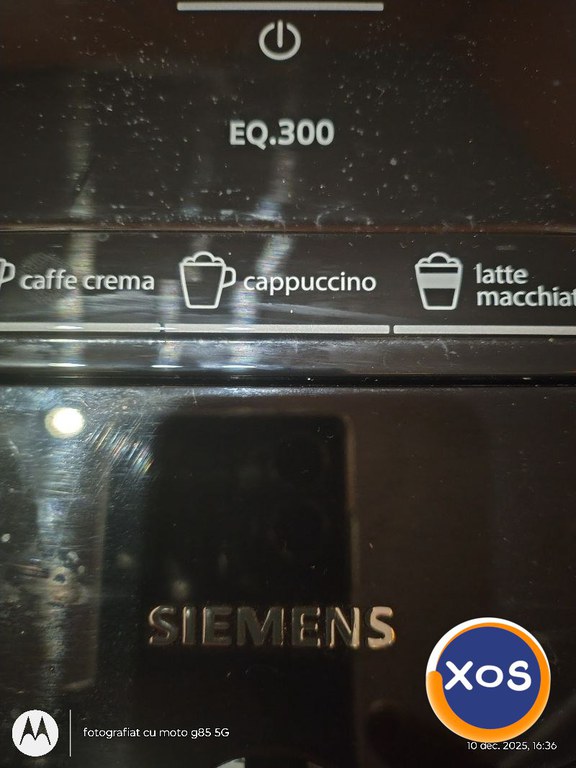 EQ.300
caffe crema
cappuccino
latte
macchiat
SIEMENS
XOS
fotografiat cu moto g85 5G
10 dec. 2025, 16:36